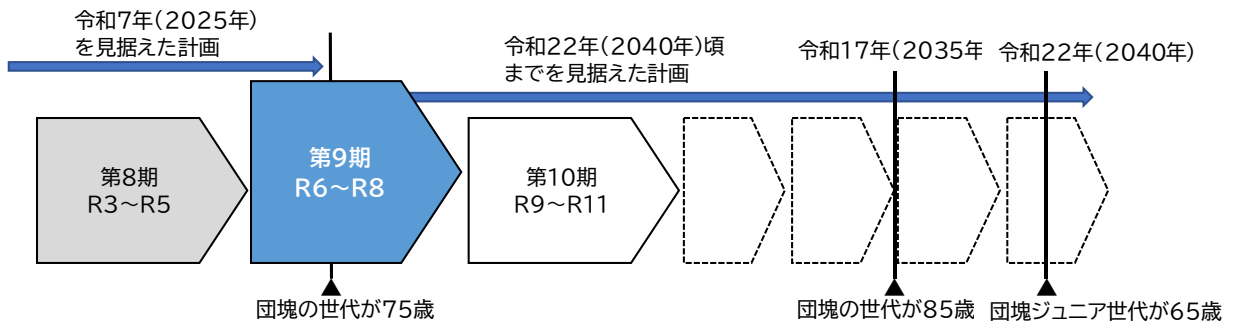 令和7年(2025年)
を見据えた計画
令和22年(2040年)頃
までを見据えた計画
令和17年(2035年
令和22年(2040年)
第8期
R3～R5
第9期
R6～R8
第10期
R9～R11
団塊の世代が75歳
団塊の世代が85歳
団塊ジュニア世代が65歳